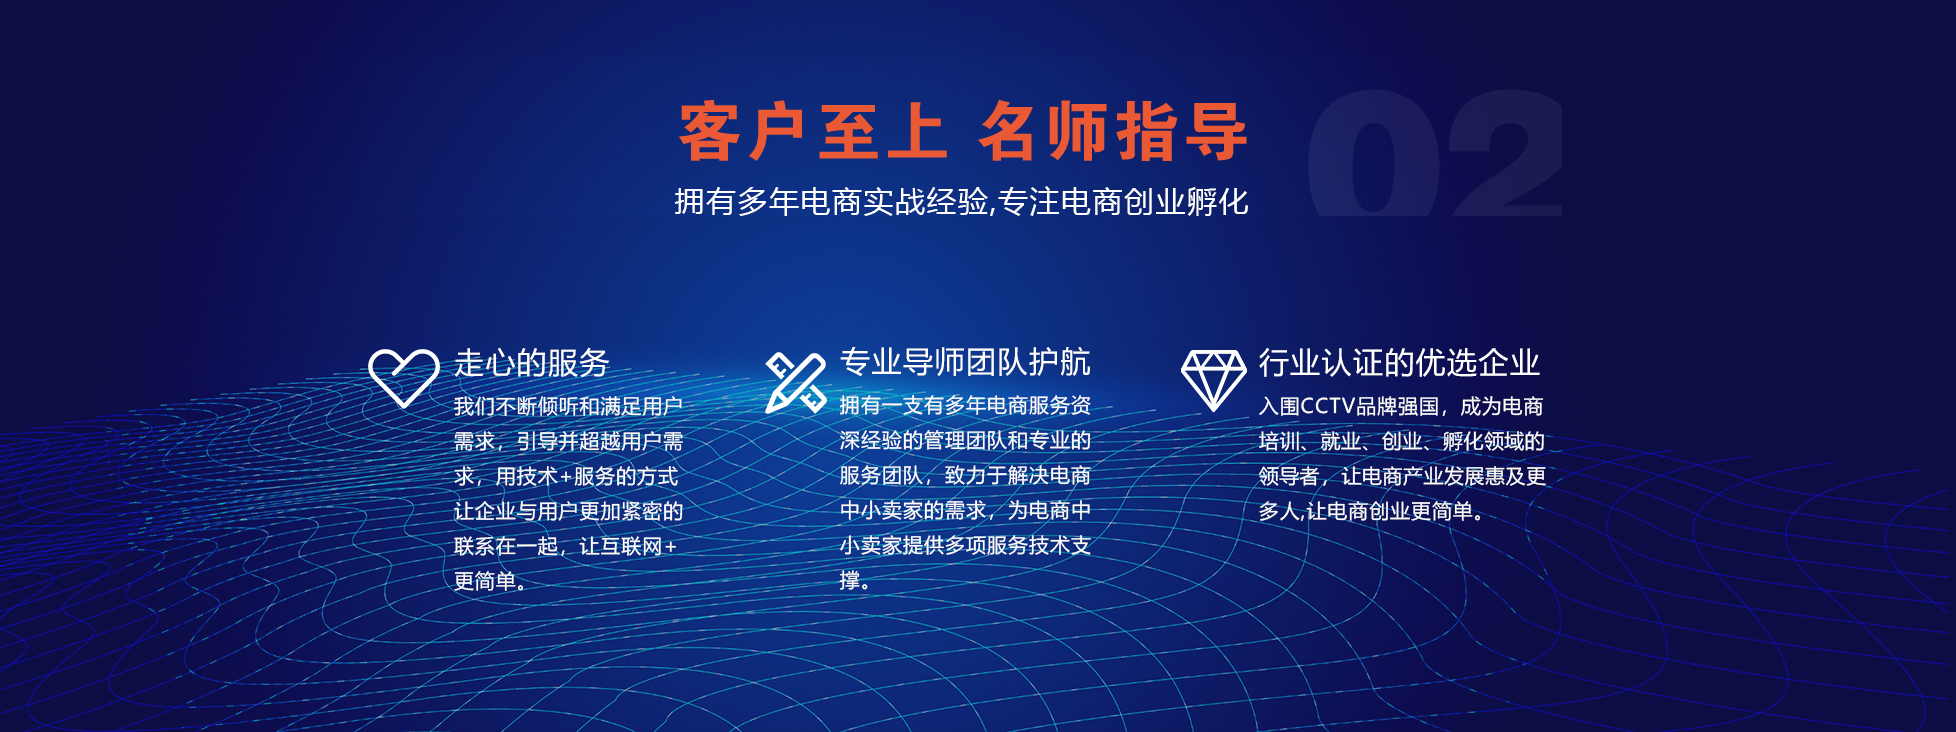 客户至上 名师指导
02
拥有多年电商实战经验,专注电商创业孵化
走心的服务
我们不断倾听和满足用户
需求，引导并超越用户需
求，用技术+服务的方式
让企业与用户更加紧密的
联系在一起，让互联网+
更简单。
专业导师团队护航
拥有一支有多年电商服务资
深经验的管理团队和专业的
服务团队，致力于解决电商
中小卖家的需求，为电商中
小卖家提供多项服务技术支
撑。
行业认证的优选企业
入围CCTV品牌强国，成为电商
培训、就业、创业、孵化领域的
领导者，让电商产业发展惠及更
多人,让电商创业更简单。